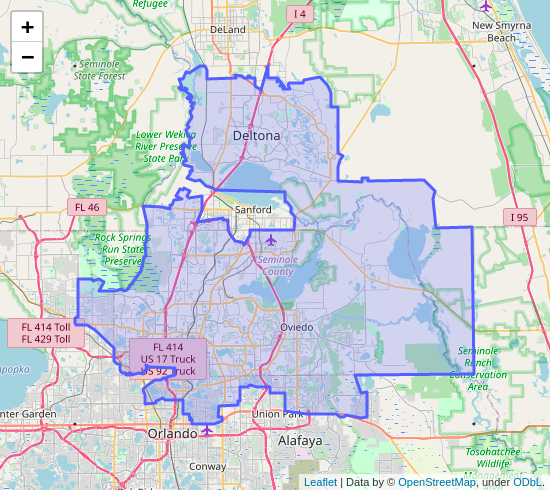 Refuge
I 4
+
DeLand
New Smyrna
Beach
−
Seminole
State Forest
Lower Wekiva
River Preserve
State Park
Deltona
FL 46
Sanford
I 95
Rock Springs
Run State
Preserve
Seminole
County
FL 414 Toll
FL 429 Toll
Oviedo
FL 414
US 17 Truck
US 92 Truck
Apopka
Seminole
Ranch
Conservation
Area
nter Garden
Union Park
Orlando
Alafaya
Conway
Tosohatchee
Wildlife
Leaflet | Data by © OpenStreetMap, under ODbL.